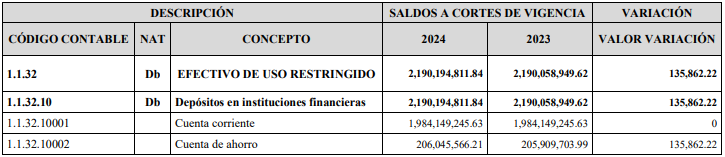 DESCRIPCIÓN SALDOS A CORTES DE VIGENCIA VARIACIÓN
CÓDIGO CONTABLE NAT CONCEPTO 2024 2023 VALOR VARIACIÓN
1.1.32 Db EFECTIVO DE USO RESTRINGIDO 2,190,194,811.84 2,190,058,949.62 135,862.22
1.1.32.10 Db Depósitos en instituciones financieras 2,190,194,811.84 2,190,058,949.62 135,862.22
1.1.32.10001 Cuenta corriente 1,984,149,245.63 1,984,149,245.63 0
1.1.32.10002 Cuenta de ahorro 206,045,566.21 205,909,703.99 135,862.22